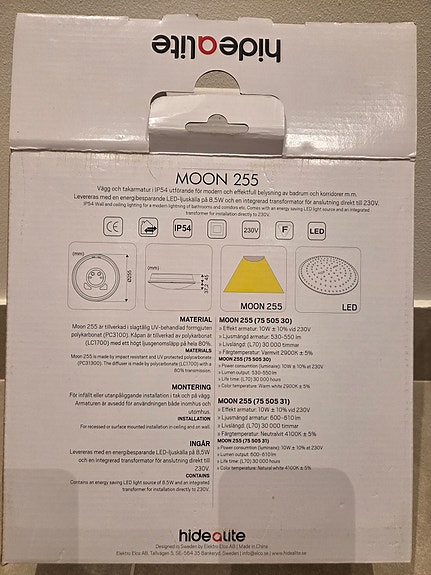 hidealite
MOON 255
Vägg och takarmatur i IP54 utförande för modern och effektfull belysning av badrum och korridorer m.m.
Levereras med en energibesparande LED-ljuskälla på 8,5W och en integrerad transformator för anslutning direkt till 230V.
IP54 Wall and ceiling lighting for a modern lightning of bathrooms and coridors etc. Comes with an energy saving LED light source and an integrated
transformer for installation directly to 230V.
CE IP54 230V F LED
(mm) Ø255
(mm) 37,2 45
MOON 255
LED
MATERIAL
Moon 255 är tillverkad i slagtålig UV-behandlad formgjuten
polykarbonat (PC3100). Kåpan är tillverkad av polykarbonat
(LC1700) med ett högt ljusgenomsläpp på hela 80%.
MATERIALS
Moon 255 is made by impact resistent and UV protected polycarbonate
(PC31900). The diffuser is made by polycarbonate (LC1700) with a
80% transmission.
MONTERING
För infällt eller utanpåliggande installation i tak och på vägg.
Armaturen är avsedd för användning både inomhus och
utomhus.
INSTALLATION
For recessed or surface mounted installation in ceiling and on wall.
INGÅR
Levereras med en energibesparande LED-ljuskälla på 8,5W
och en integrerad transformator för anslutning direkt till
230V.
CONTAINS
Contains an energy saving LED light source of 8,5W and an integrated
transformer for installation directly to 230V.
MOON 255 (75 505 30)
» Effekt armatur: 10W ± 10% vid 230V
» Ljusmängd armatur: 530-550 lm
» Livslängd: (L70) 30 000 timmar
» Färgtemperatur: Varmvit 2900K ± 5%
MOON 255 (75 505 30)
» Power consumption (luminaire): 10W ± 10% at 230V
» Lumen output: 530-550 lm
» Life time: (L70) 30 000 hours
» Color temperature: Warm white 2900K ± 5%
MOON 255 (75 505 31)
» Effekt armatur: 10W ± 10% vid 230V
» Ljusmängd armatur: 600-610 lm
» Livslängd: (L70) 30 000 timmar
» Färgtemperatur: Neutralvit 4100K ± 5%
MOON 255 (75 505 31)
» Power consumption (luminaire): 10W ± 10% at 230V
» Lumen output: 600-610 lm
» Life time: (L70) 30 000 hours
» Color temperature: Natural white 4100K ± 5%
hidealite
Designed in Sweden by Elektro Elco AB | Made in China
Elektro Elco AB, Tallvägen 5, SE-564 35 Bankeryd, Sweden | info@elco.se | www.hidealite.se